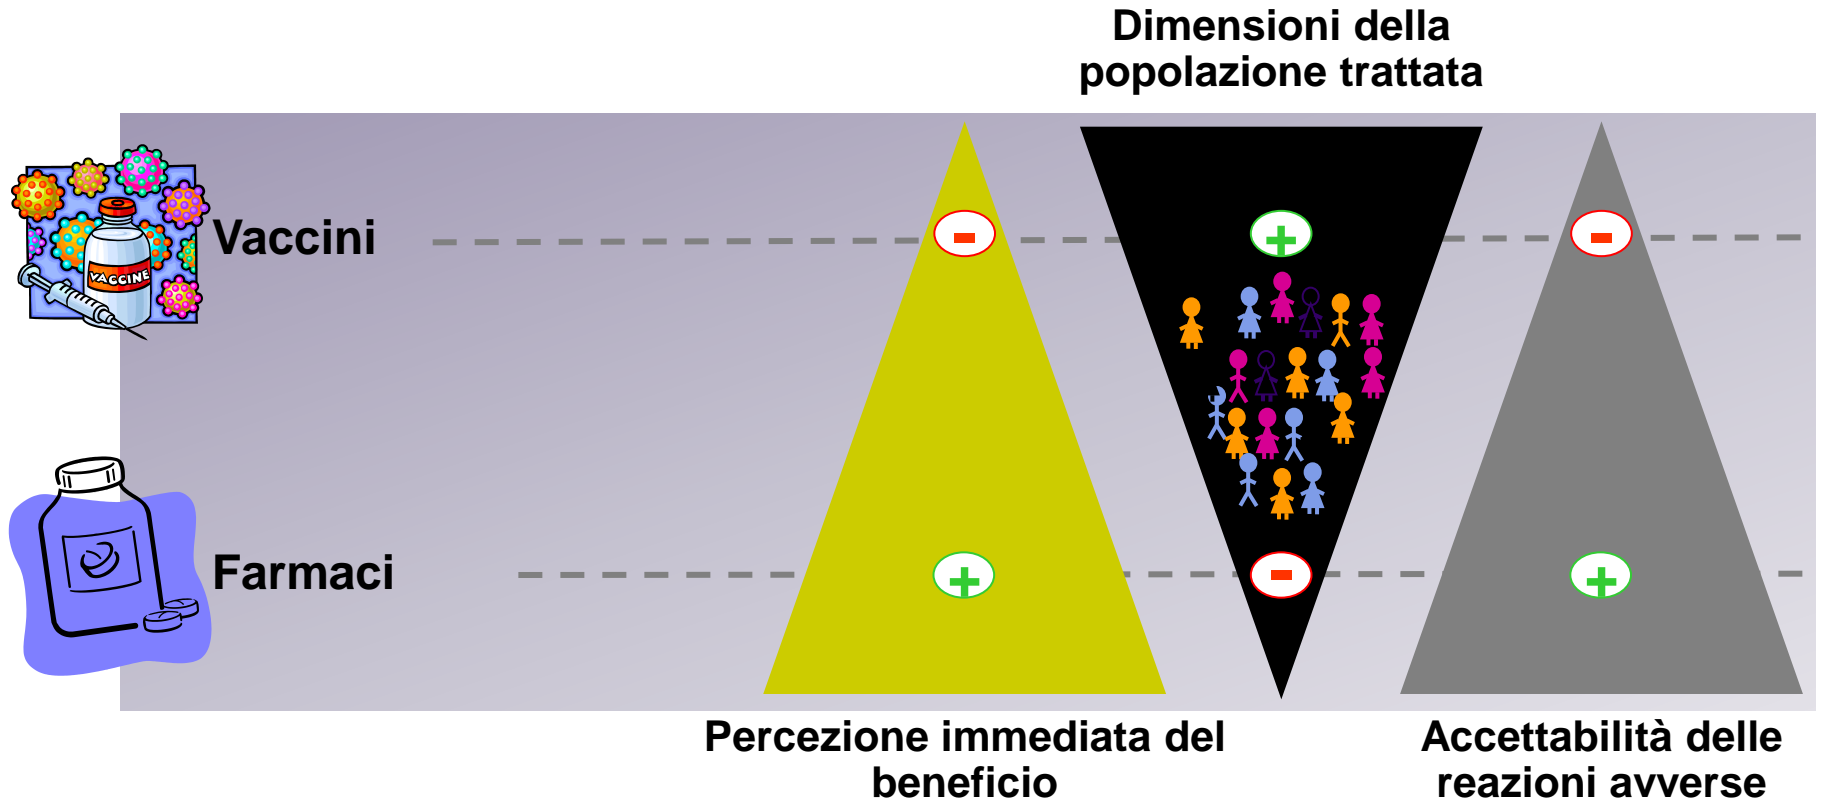 Dimensioni della
popolazione trattata
VACCINE
Vaccini
-
+
-
Farmaci
+
-
+
Percezione immediata del
beneficio
Accettabilità delle
reazioni avverse